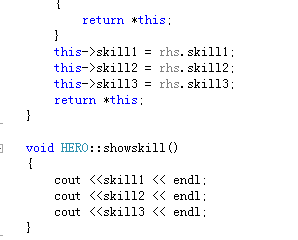 {
return *this;
}
this->skill1 = rhs.skill1;
this->skill2 = rhs.skill2;
this->skill3 = rhs.skill3;
return *this;
}
void HERO::showskill()
{
cout <<skill1 << endl;
cout <<skill2 << endl;
cout <<skill3 << endl;
}